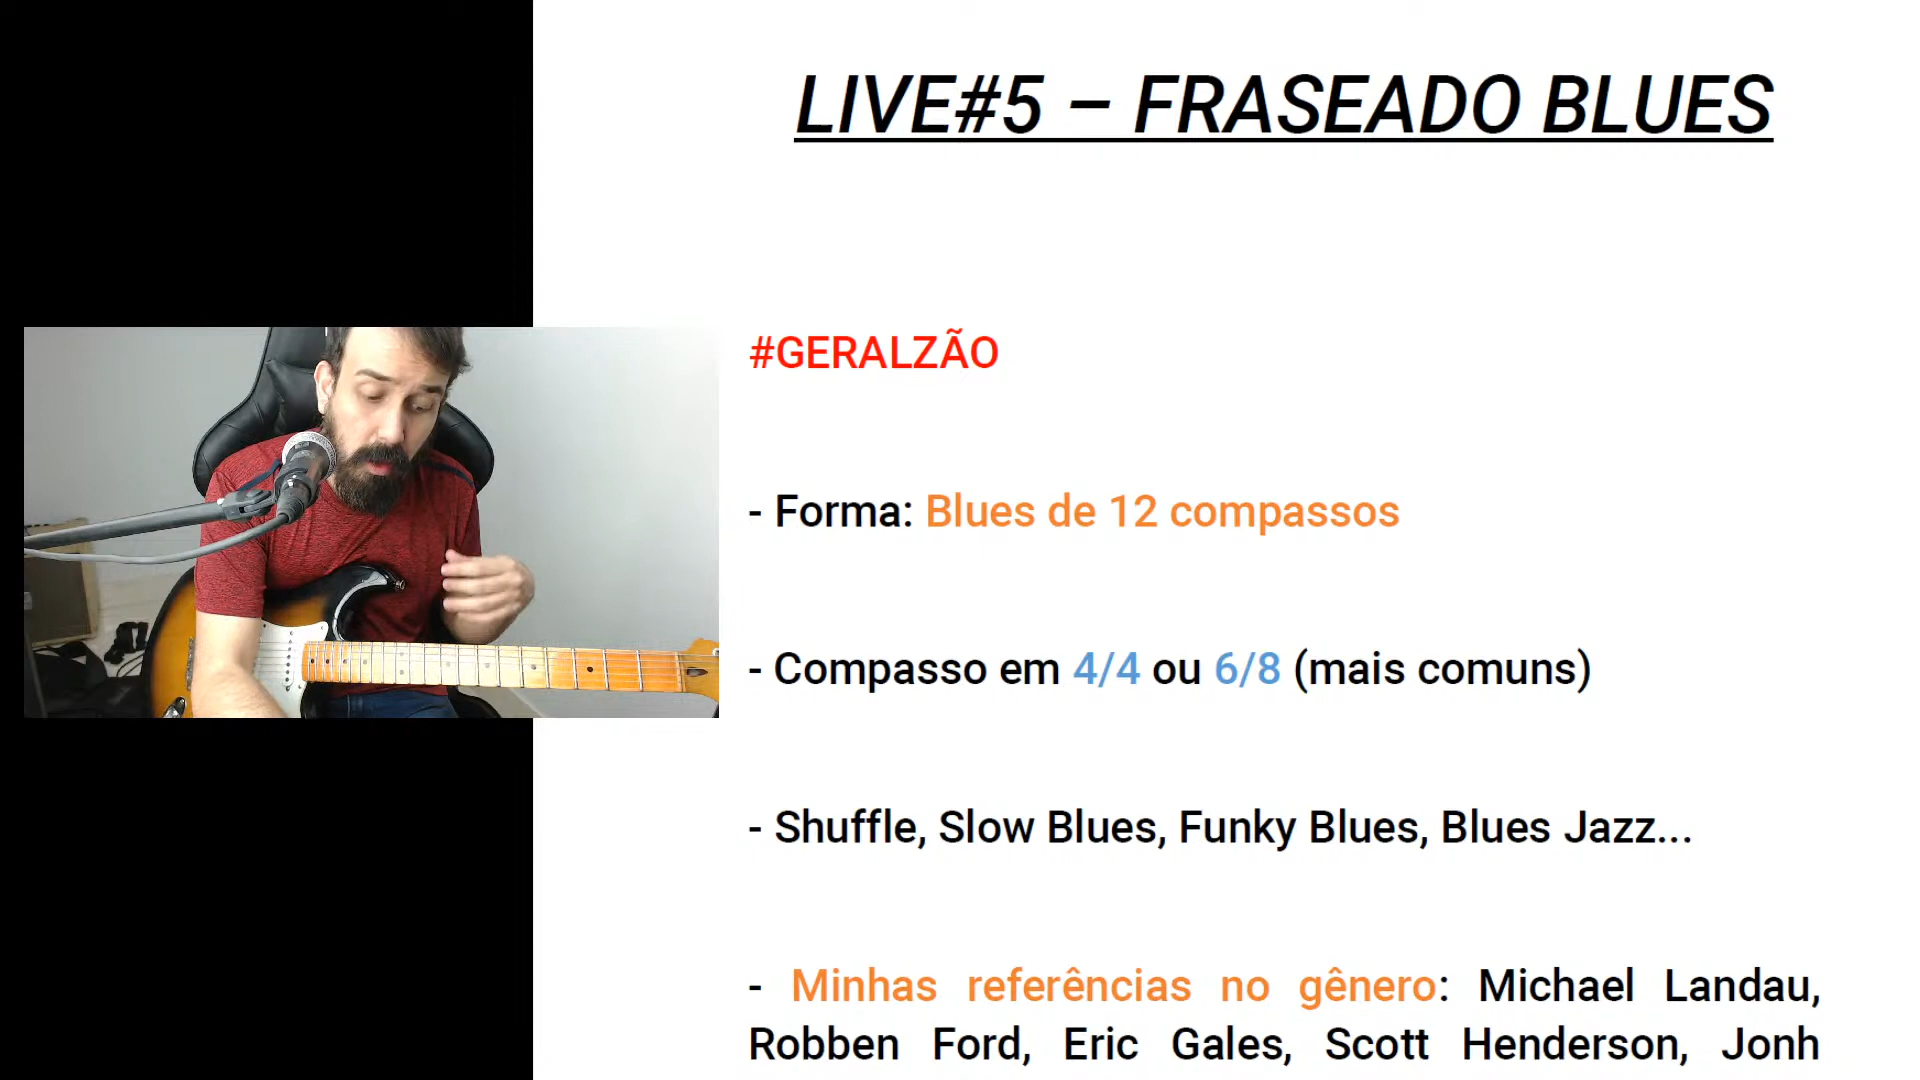 LIVE#5 – FRASEADO BLUES
#GERALZÃO
- Forma: Blues de 12 compassos
- Compasso em 4/4 ou 6/8 (mais comuns)
- Shuffle, Slow Blues, Funky Blues, Blues Jazz...
- Minhas referências no gênero: Michael Landau,
Robben Ford, Eric Gales, Scott Henderson, Jonh